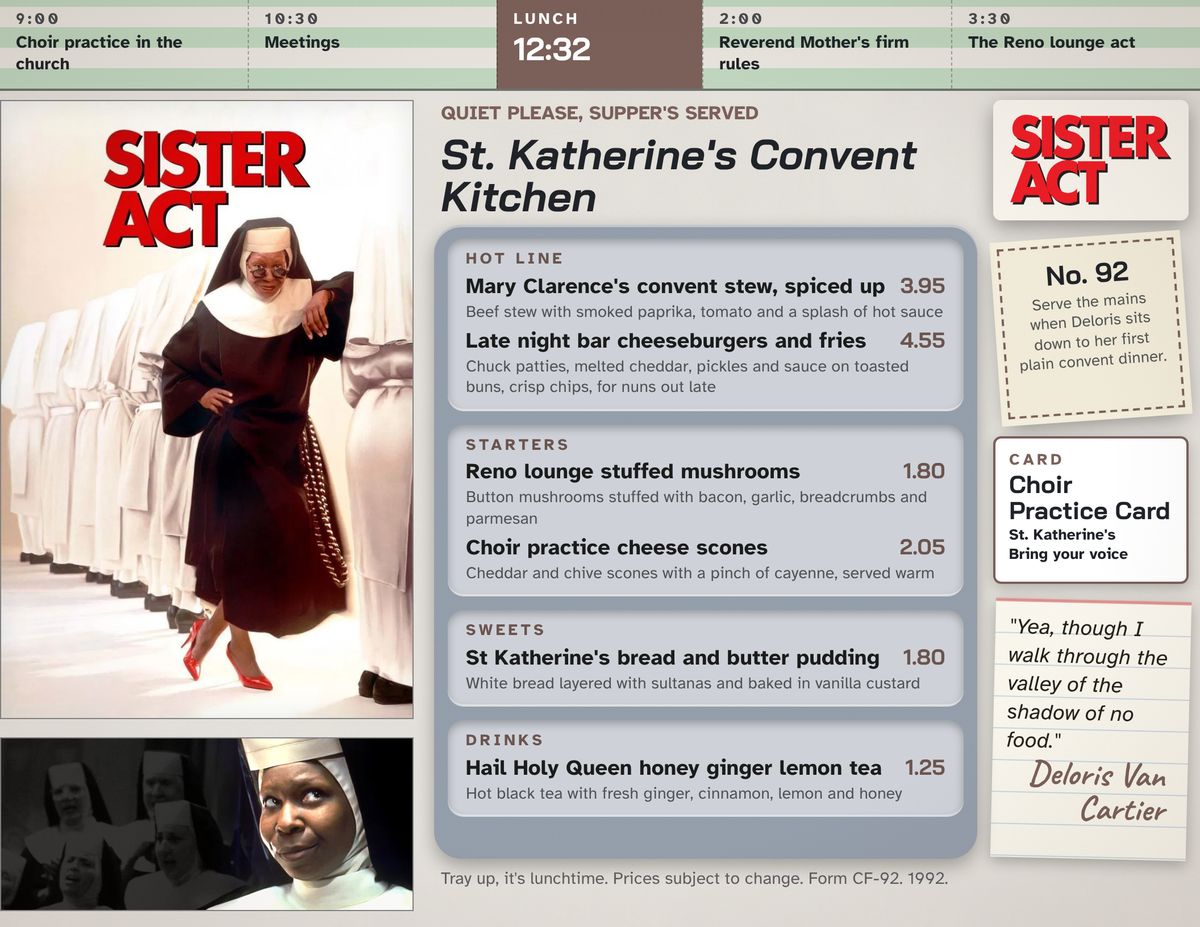 9:00
Choir practice in the
church
10:30
Meetings
LUNCH
12:32
2:00
Reverend Mother's firm
rules
3:30
The Reno lounge act
SISTER
ACT
QUIET PLEASE, SUPPER'S SERVED
St. Katherine's Convent
Kitchen
HOT LINE
Mary Clarence's convent stew, spiced up 3.95
Beef stew with smoked paprika, tomato and a splash of hot sauce
Late night bar cheeseburgers and fries 4.55
Chuck patties, melted cheddar, pickles and sauce on toasted
buns, crisp chips, for nuns out late
STARTERS
Reno lounge stuffed mushrooms 1.80
Button mushrooms stuffed with bacon, garlic, breadcrumbs and
parmesan
Choir practice cheese scones 2.05
Cheddar and chive scones with a pinch of cayenne, served warm
SWEETS
St Katherine's bread and butter pudding 1.80
White bread layered with sultanas and baked in vanilla custard
DRINKS
Hail Holy Queen honey ginger lemon tea 1.25
Hot black tea with fresh ginger, cinnamon, lemon and honey
Tray up, it's lunchtime. Prices subject to change. Form CF-92. 1992.
SISTER
ACT
No. 92
Serve the mains
when Deloris sits
down to her first
plain convent dinner.
CARD
Choir
Practice Card
St. Katherine's
Bring your voice
"Yea, though I
walk through the
valley of the
shadow of no
food."
Deloris Van
Cartier